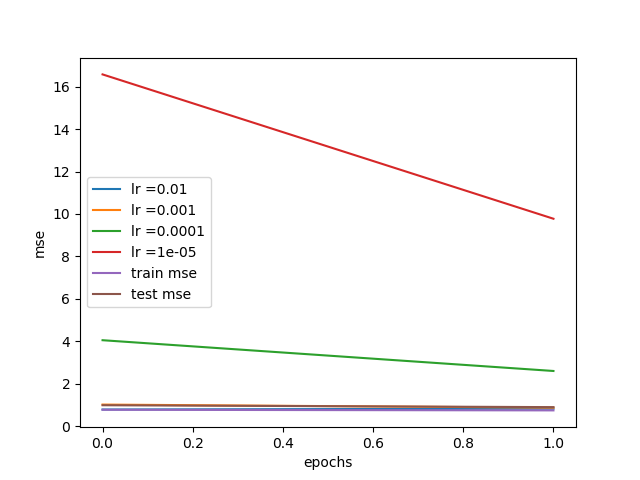 16
14
12
10
8
6
4
2
0
mse
lr =0.01
lr =0.001
lr =0.0001
lr =1e-05
train mse
test mse
0.0 0.2 0.4 0.6 0.8 1.0
epochs